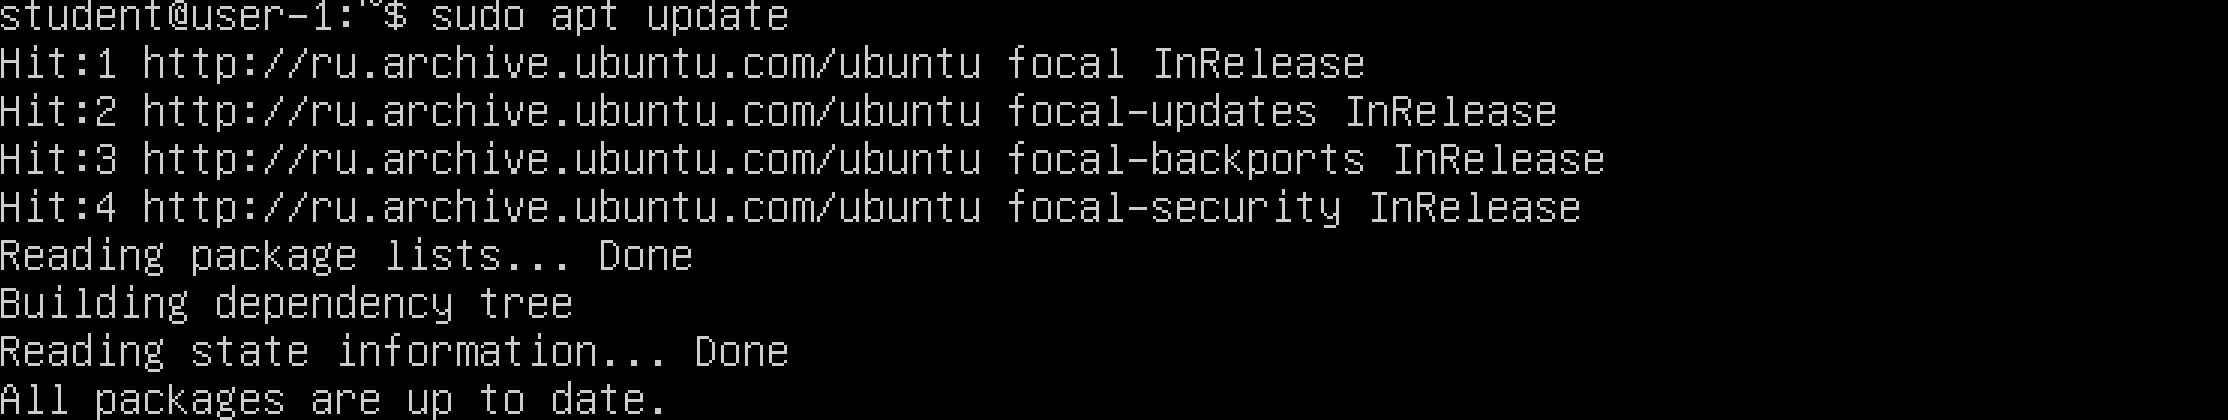 student@user-1:~$ sudo apt update
Hit:1 http://ru.archive.ubuntu.com/ubuntu focal InRelease
Hit:2 http://ru.archive.ubuntu.com/ubuntu focal-updates InRelease
Hit:3 http://ru.archive.ubuntu.com/ubuntu focal-backports InRelease
Hit:4 http://ru.archive.ubuntu.com/ubuntu focal-security InRelease
Reading package lists... Done
Building dependency tree
Reading state information... Done
All packages are up to date.